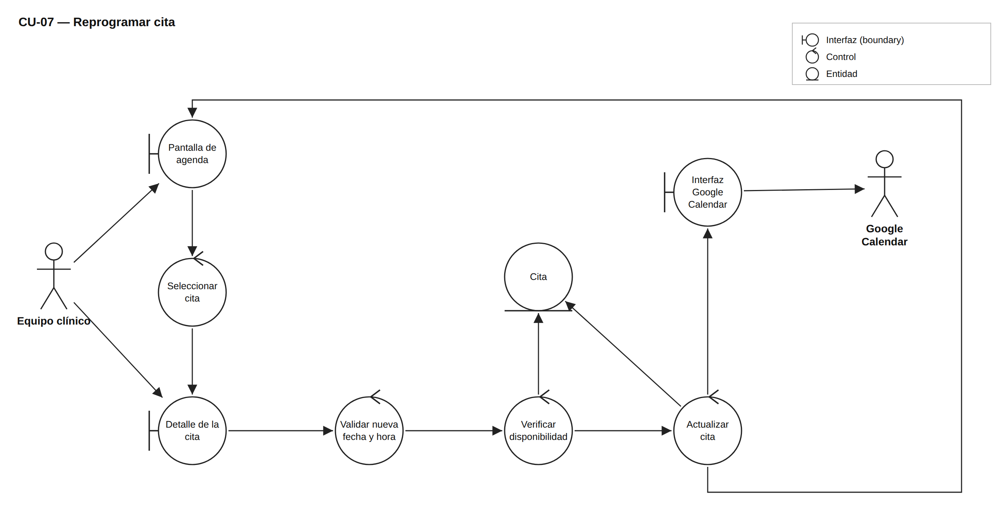 CU-07 — Reprogramar cita
Interfaz (boundary)
Control
Entidad
Pantalla de
agenda
Interfaz
Google
Calendar
Google
Calendar
Seleccionar
cita
Cita
Equipo clínico
Detalle de la
cita
Validar nueva
fecha y hora
Verificar
disponibilidad
Actualizar
cita